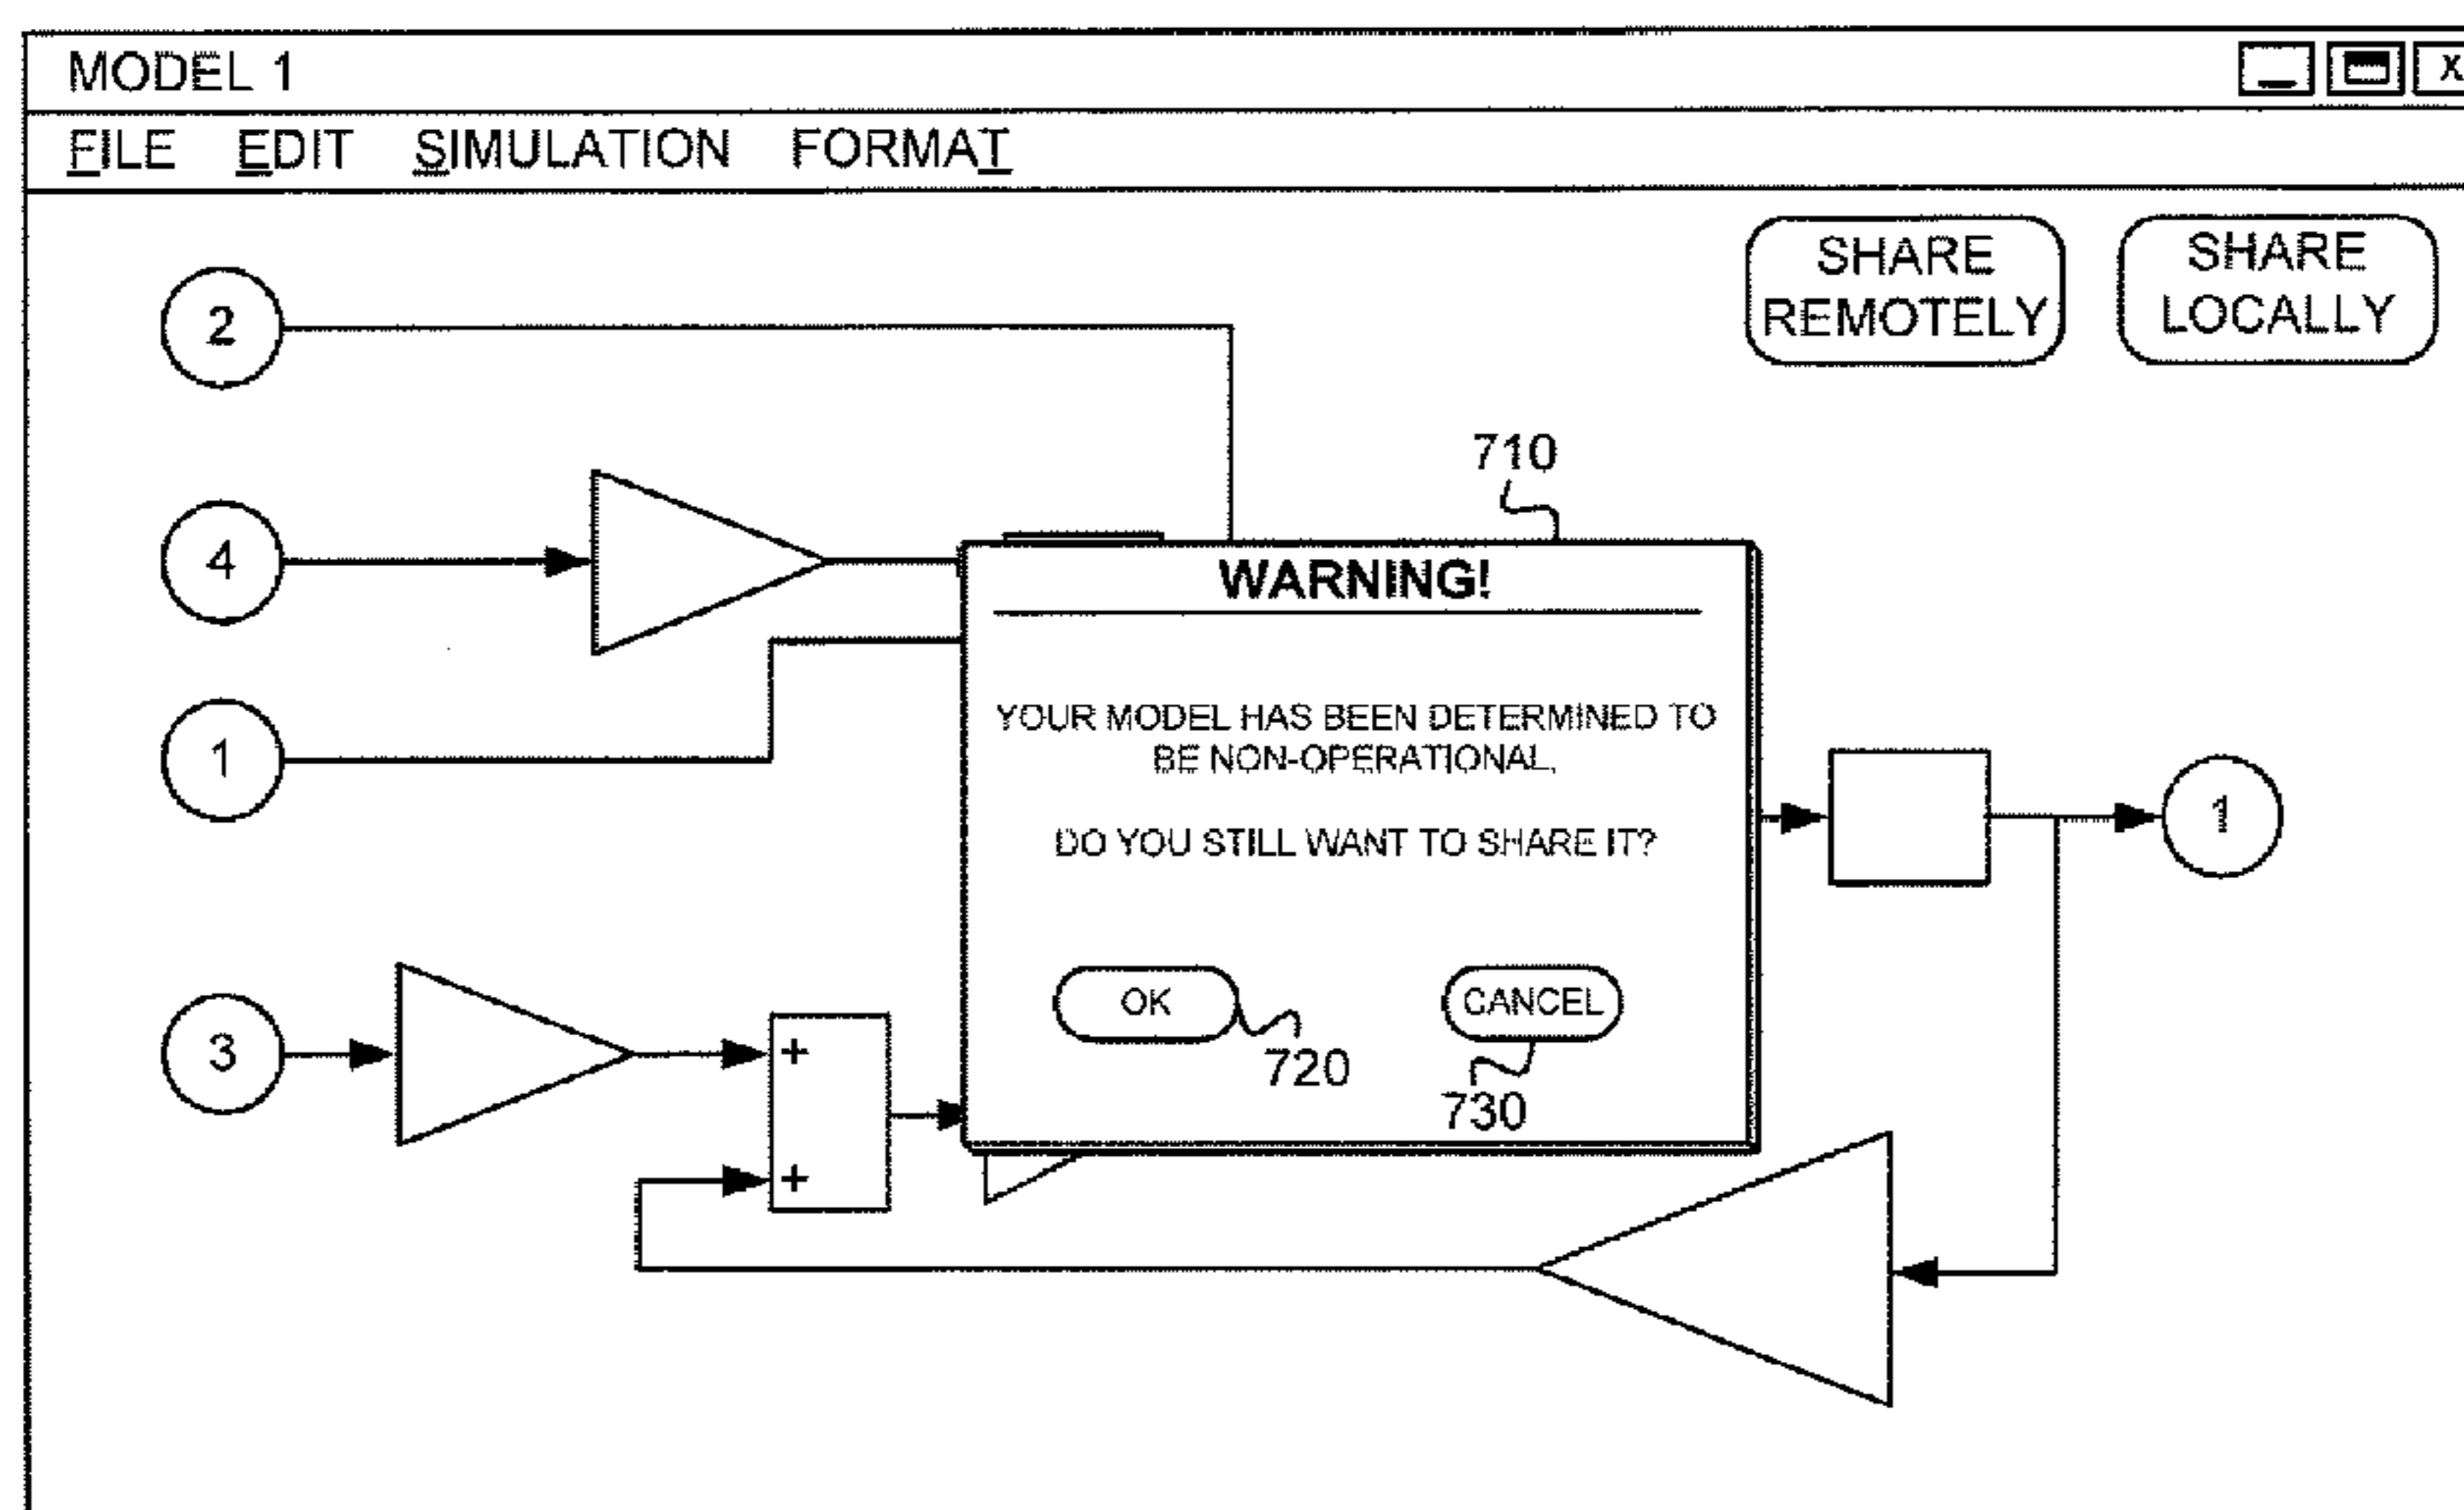 MODEL 1
X
FILE EDIT SIMULATION FORMAT
SHARE
REMOTELY
SHARE
LOCALLY
2
710
4
WARNING!
1
YOUR MODEL HAS BEEN DETERMINED TO
BE NON-OPERATIONAL.
DO YOU STILL WANT TO SHARE IT?
1
3
OK
CANCEL
+
720
730
+